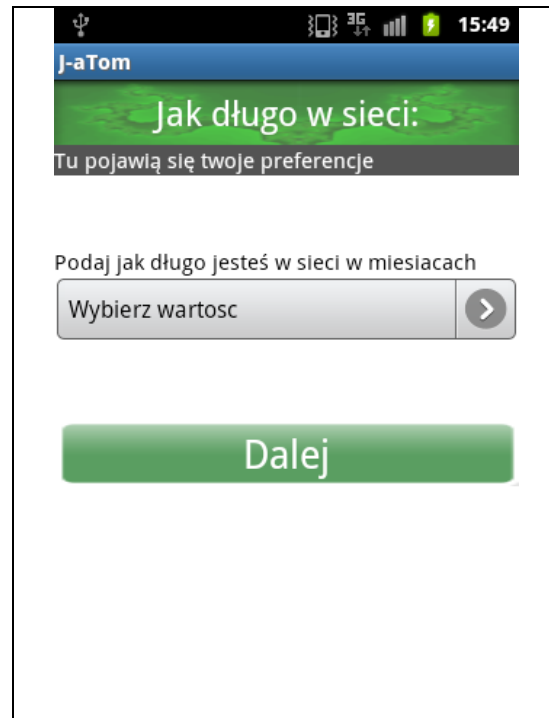 3G 15:49
J-aTom
Jak długo w sieci:
Tu pojawią się twoje preferencje
Podaj jak długo jesteś w sieci w miesiacach
Wybierz wartosc
Dalej